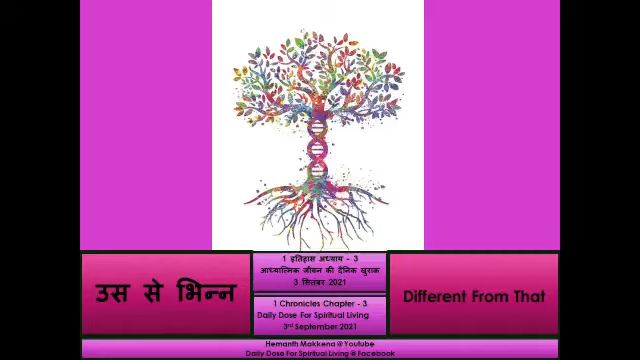 उस से भिन्न
1 इतिहास अध्याय - 3
आध्यात्मिक जीवन की दैनिक खुराक
3 सितंबर 2021
1 Chronicles Chapter - 3
Daily Dose For Spiritual Living
3rd September 2021
Different From That
Hemanth Makkena @ Youtube
Daily Dose For Spiritual Living @ Facebook